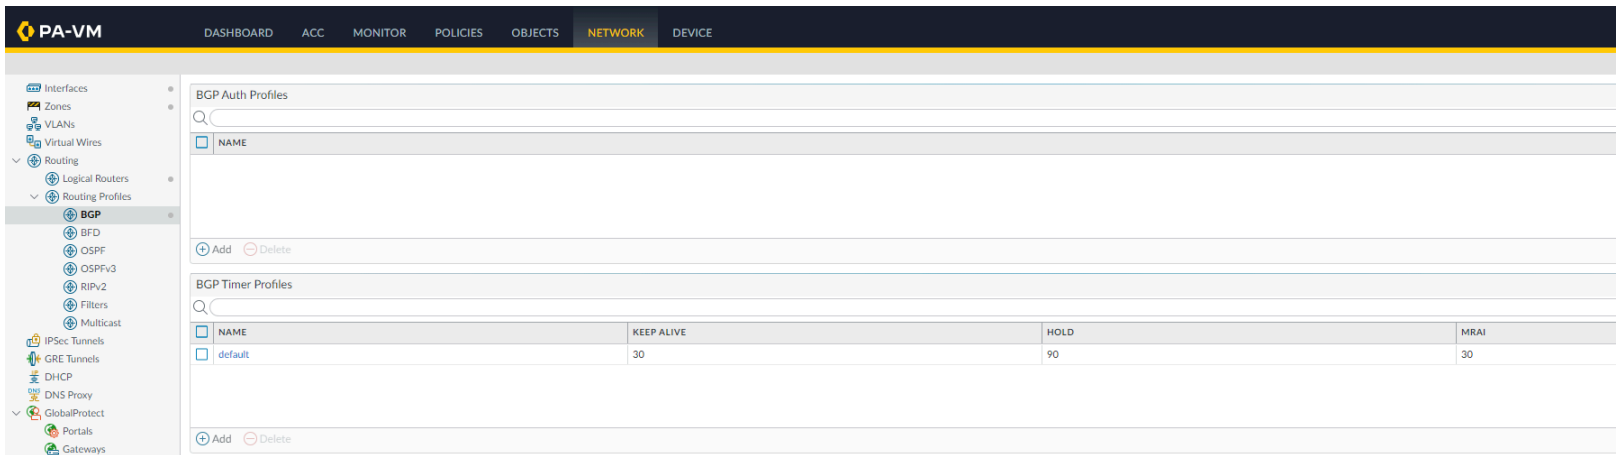 PA-VM DASHBOARD ACC MONITOR POLICIES OBJECTS NETWORK DEVICE
Interfaces
Zones
VLANs
Virtual Wires
Routing
Logical Routers
Routing Profiles
BGP
BFD
OSPF
OSPFv3
RIPv2
Filters
Multicast
IPSec Tunnels
GRE Tunnels
DHCP
DNS Proxy
GlobalProtect
Portals
Gateways
BGP Auth Profiles
NAME
Add Delete
BGP Timer Profiles
NAME KEEP ALIVE HOLD MRAI
default 30 90 30
Add Delete